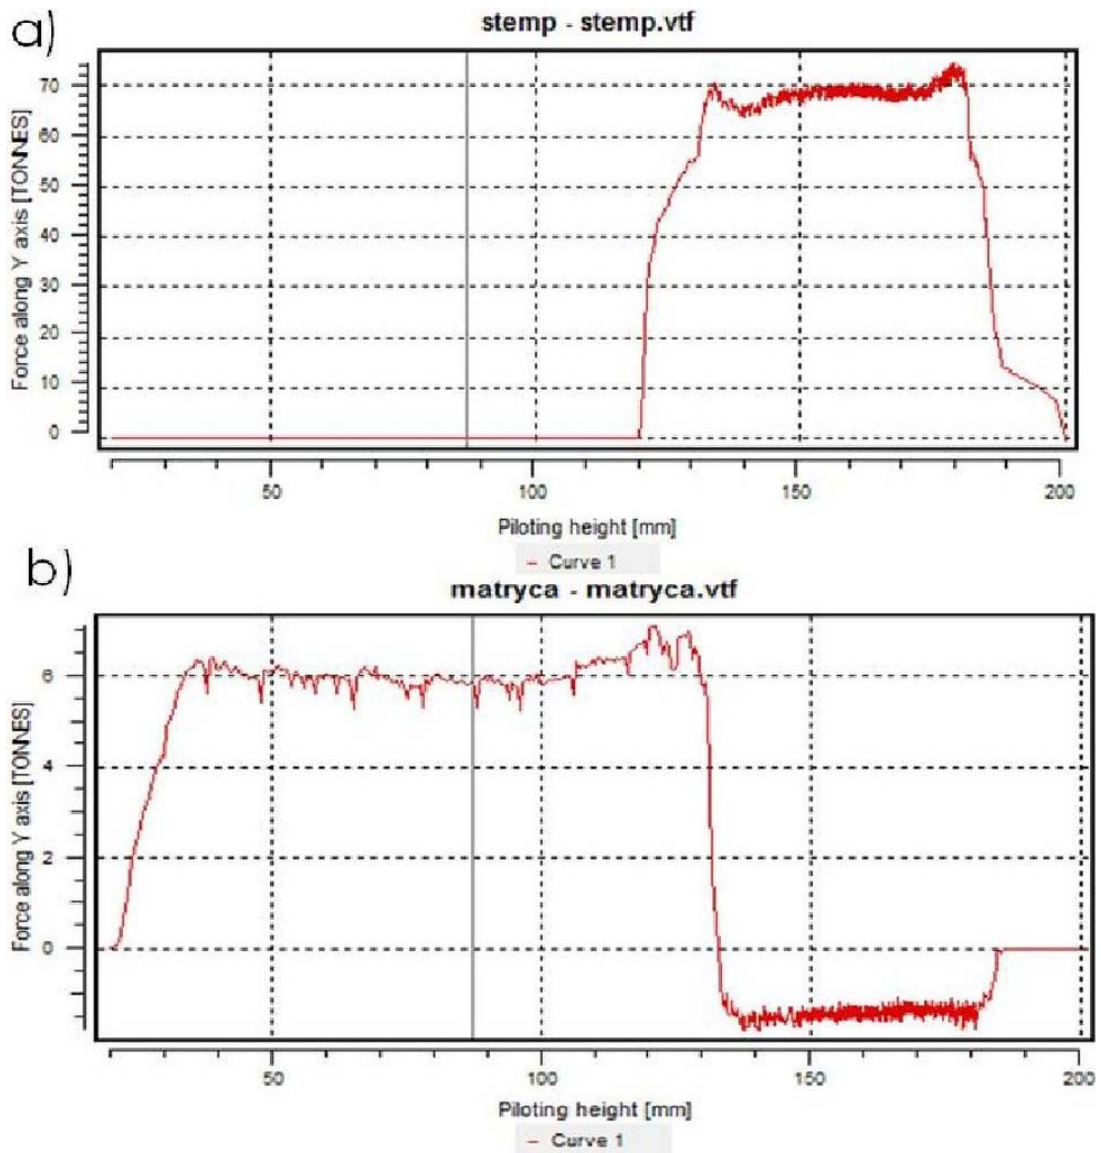 a)
stemp - stemp.vtf
Force along Y axis [TONNES]
70
60
50
40
30
20
10
0
50 100 150 200
Piloting height [mm]
– Curve 1
b)
matryca - matryca.vtf
Force along Y axis [TONNES]
6
4
2
0
50 100 150 200
Piloting height [mm]
– Curve 1